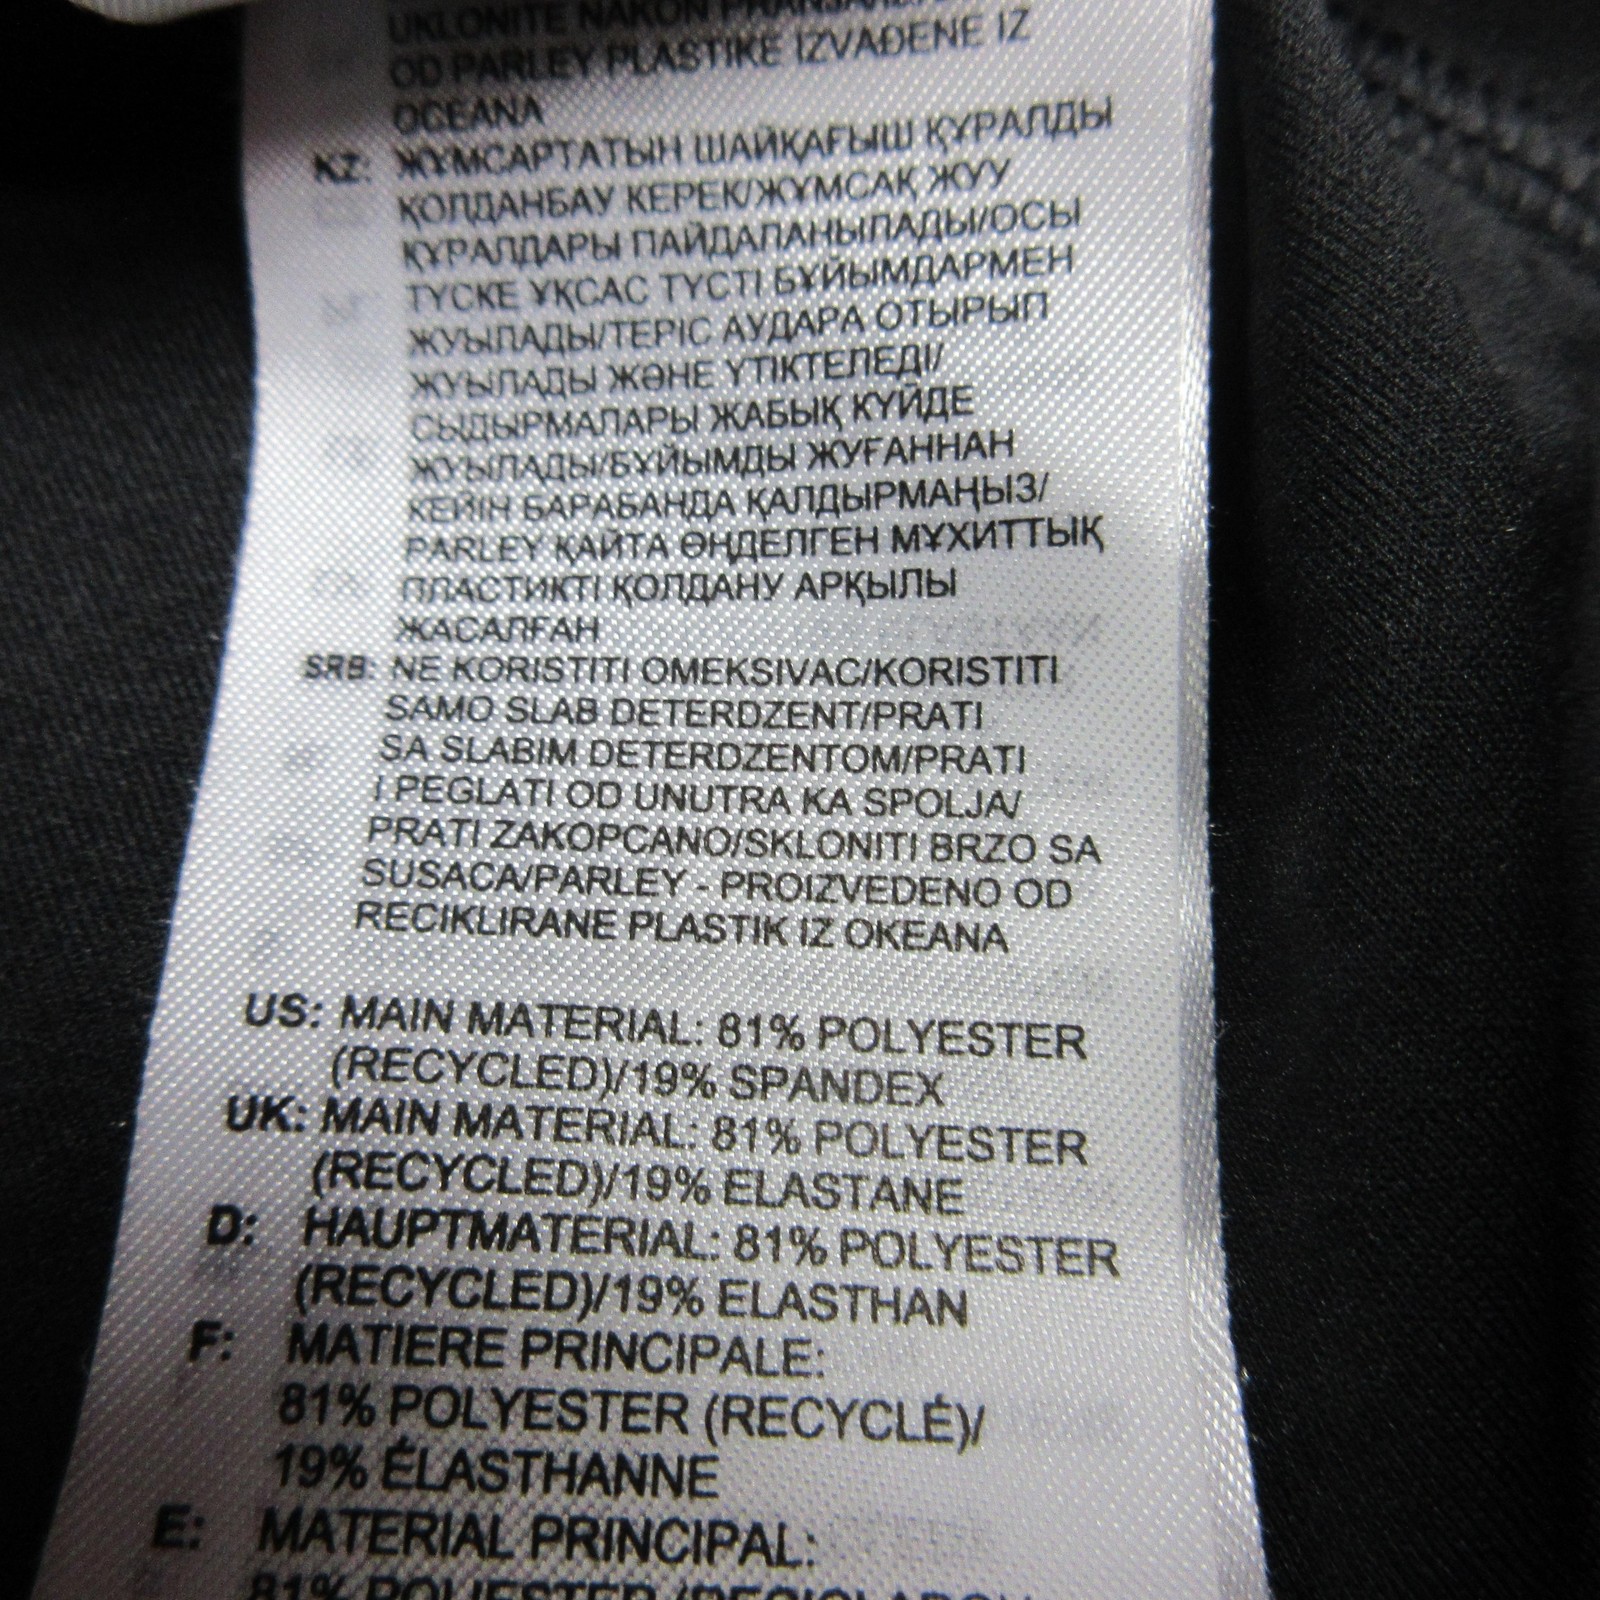 UKLONITE NAKON PRANJA/
OD PARLEY PLASTIKE IZVAĐENE IZ
OCEANA
KZ: ЖҰМСАРТАТЫН ШАЙҚАҒЫШ ҚҰРАЛДЫ
ҚОЛДАНБАУ КЕРЕК/ЖҰМСАҚ ЖУУ
ҚҰРАЛДАРЫ ПАЙДАЛАНЫЛАДЫ/ОСЫ
ТҮСКЕ ҰҚСАС ТҮСТІ БҰЙЫМДАРМЕН
ЖУЫЛАДЫ/ТЕРІС АУДАРА ОТЫРЫП
ЖУЫЛАДЫ ЖӘНЕ ҮТІКТЕЛЕДІ/
СЫДЫРМАЛАРЫ ЖАБЫҚ КҮЙДЕ
ЖУЫЛАДЫ/БҰЙЫМДЫ ЖУҒАННАН
КЕЙІН БАРАБАНДА ҚАЛДЫРМАҢЫЗ/
PARLEY ҚАЙТА ӨҢДЕЛГЕН МҰХИТТЫҚ
ПЛАСТИКТІ ҚОЛДАНУ АРҚЫЛЫ
ЖАСАЛҒАН
SRB: NE KORISTITI OMEKSIVAC/KORISTITI
SAMO SLAB DETERDZENT/PRATI
SA SLABIM DETERDZENTOM/PRATI
I PEGLATI OD UNUTRA KA SPOLJA/
PRATI ZAKOPCANO/SKLONITI BRZO SA
SUSACA/PARLEY - PROIZVEDENO OD
RECIKLIRANE PLASTIK IZ OKEANA
US: MAIN MATERIAL: 81% POLYESTER
(RECYCLED)/19% SPANDEX
UK: MAIN MATERIAL: 81% POLYESTER
(RECYCLED)/19% ELASTANE
D: HAUPTMATERIAL: 81% POLYESTER
(RECYCLED)/19% ELASTHAN
F: MATIERE PRINCIPALE:
81% POLYESTER (RECYCLÉ)/
19% ÉLASTHANNE
E: MATERIAL PRINCIPAL:
81% POLIESTER